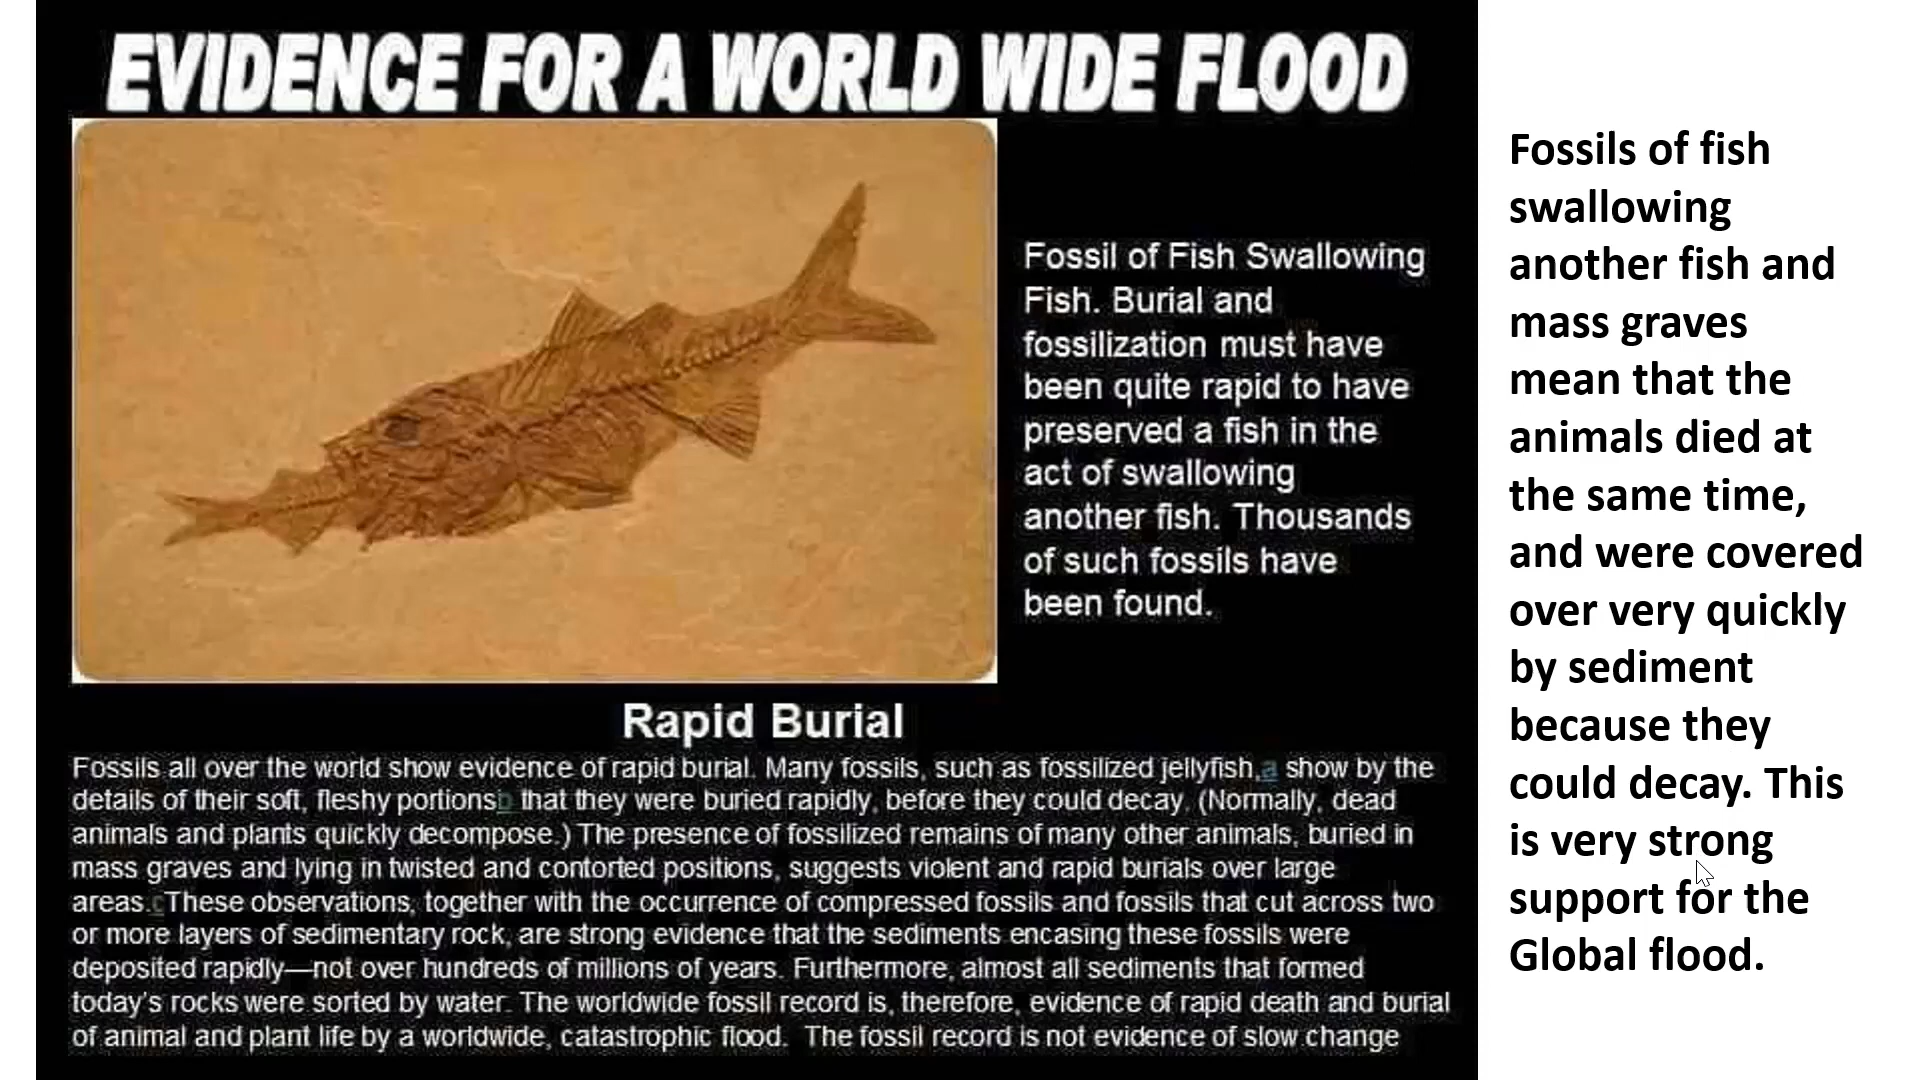 EVIDENCE FOR A WORLD WIDE FLOOD
Fossil of Fish Swallowing
Fish. Burial and
fossilization must have
been quite rapid to have
preserved a fish in the
act of swallowing
another fish. Thousands
of such fossils have
been found.
Rapid Burial
Fossils all over the world show evidence of rapid burial. Many fossils, such as fossilized jellyfish,a show by the
details of their soft, fleshy portionsb that they were buried rapidly, before they could decay. (Normally, dead
animals and plants quickly decompose.) The presence of fossilized remains of many other animals, buried in
mass graves and lying in twisted and contorted positions, suggests violent and rapid burials over large
areas.c These observations, together with the occurrence of compressed fossils and fossils that cut across two
or more layers of sedimentary rock, are strong evidence that the sediments encasing these fossils were
deposited rapidly—not over hundreds of millions of years. Furthermore, almost all sediments that formed
today's rocks were sorted by water. The worldwide fossil record is, therefore, evidence of rapid death and burial
of animal and plant life by a worldwide, catastrophic flood. The fossil record is not evidence of slow change
Fossils of fish
swallowing
another fish and
mass graves
mean that the
animals died at
the same time,
and were covered
over very quickly
by sediment
because they
could decay. This
is very strong
support for the
Global flood.